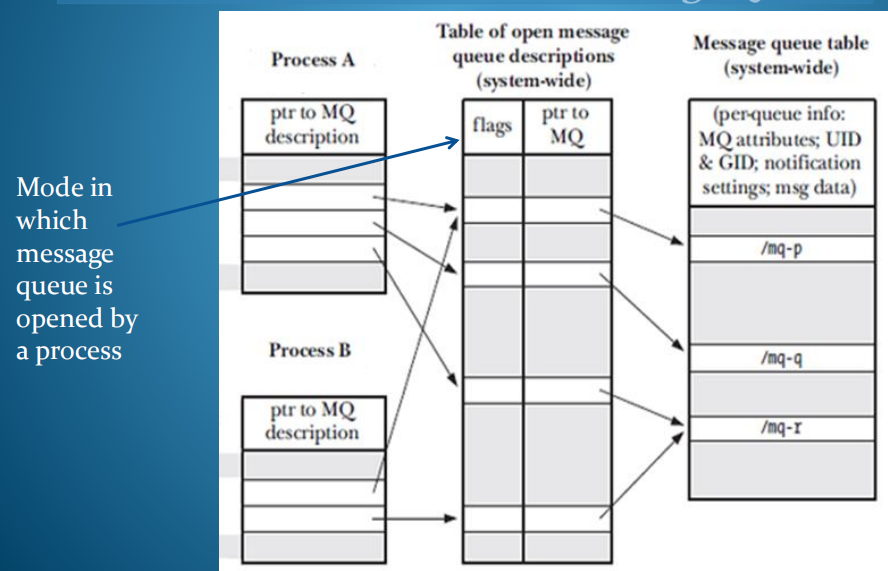 Mode in
which
message
queue is
opened by
a process
Process A
ptr to MQ
description
Process B
ptr to MQ
description
Table of open message
queue descriptions
(system-wide)
flags
ptr to
MQ
Message queue table
(system-wide)
(per-queue info:
MQ attributes; UID
& GID; notification
settings; msg data)
/mq-p
/mq-q
/mq-r